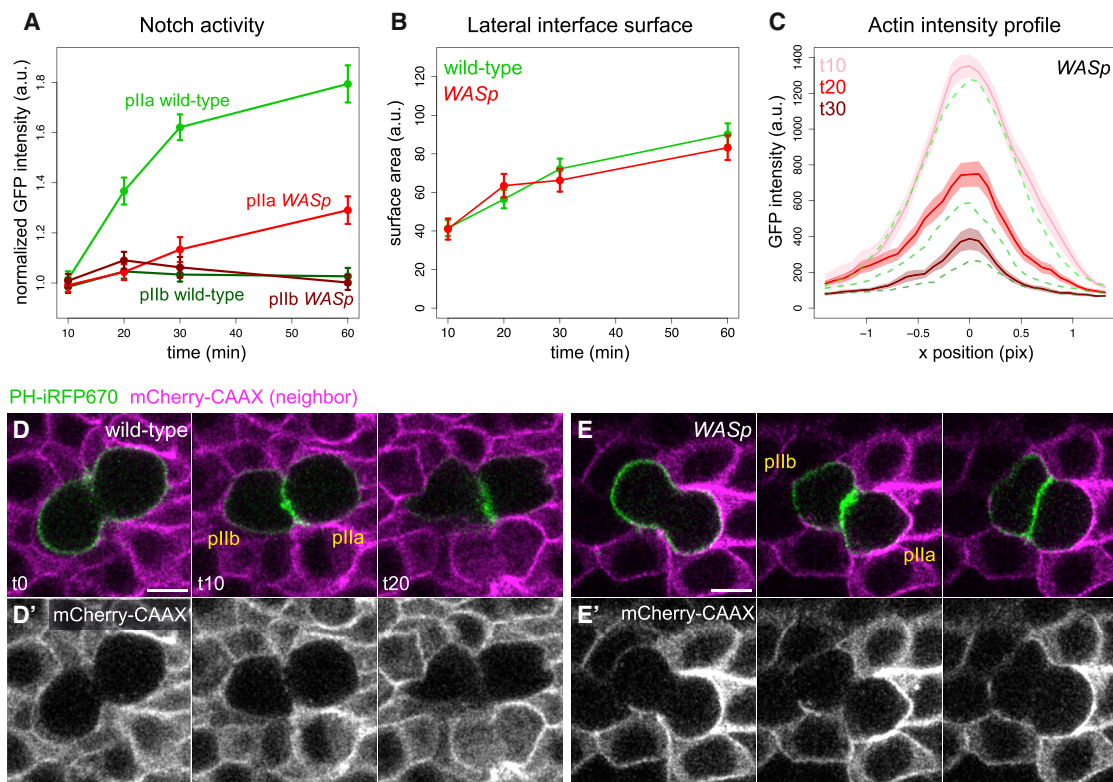 A Notch activity
normalized GFP intensity (a.u.)
1.8
1.6
1.4
1.2
1.0
pIIa wild-type
pIIa WASp
pIIb wild-type
pIIb WASp
10 20 30 40 50 60
time (min)
B Lateral interface surface
surface area (a.u.)
120
100
80
60
40
20
0
wild-type
WASp
10 20 30 40 50 60
time (min)
C Actin intensity profile
GFP intensity (a.u.)
1400
1200
1000
800
600
400
200
0
t10
t20
t30
WASp
−1 −0.5 0 0.5 1
x position (pix)
PH-iRFP670 mCherry-CAAX (neighbor)
D wild-type
pIIb
pIIa
t0 t10 t20
E WASp
pIIb
pIIa
D' mCherry-CAAX
E' mCherry-CAAX